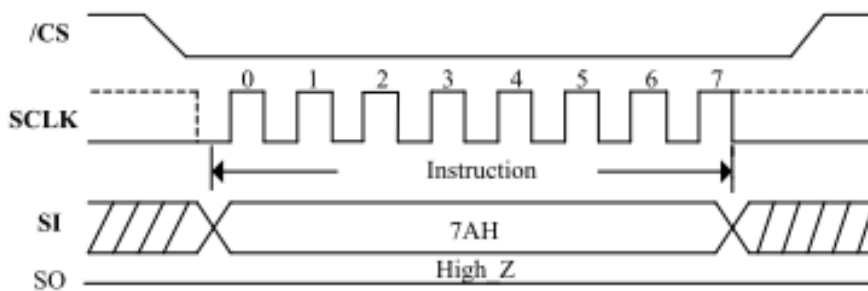 /CS
0 1 2 3 4 5 6 7
SCLK
Instruction
SI
7AH
High_Z
SO